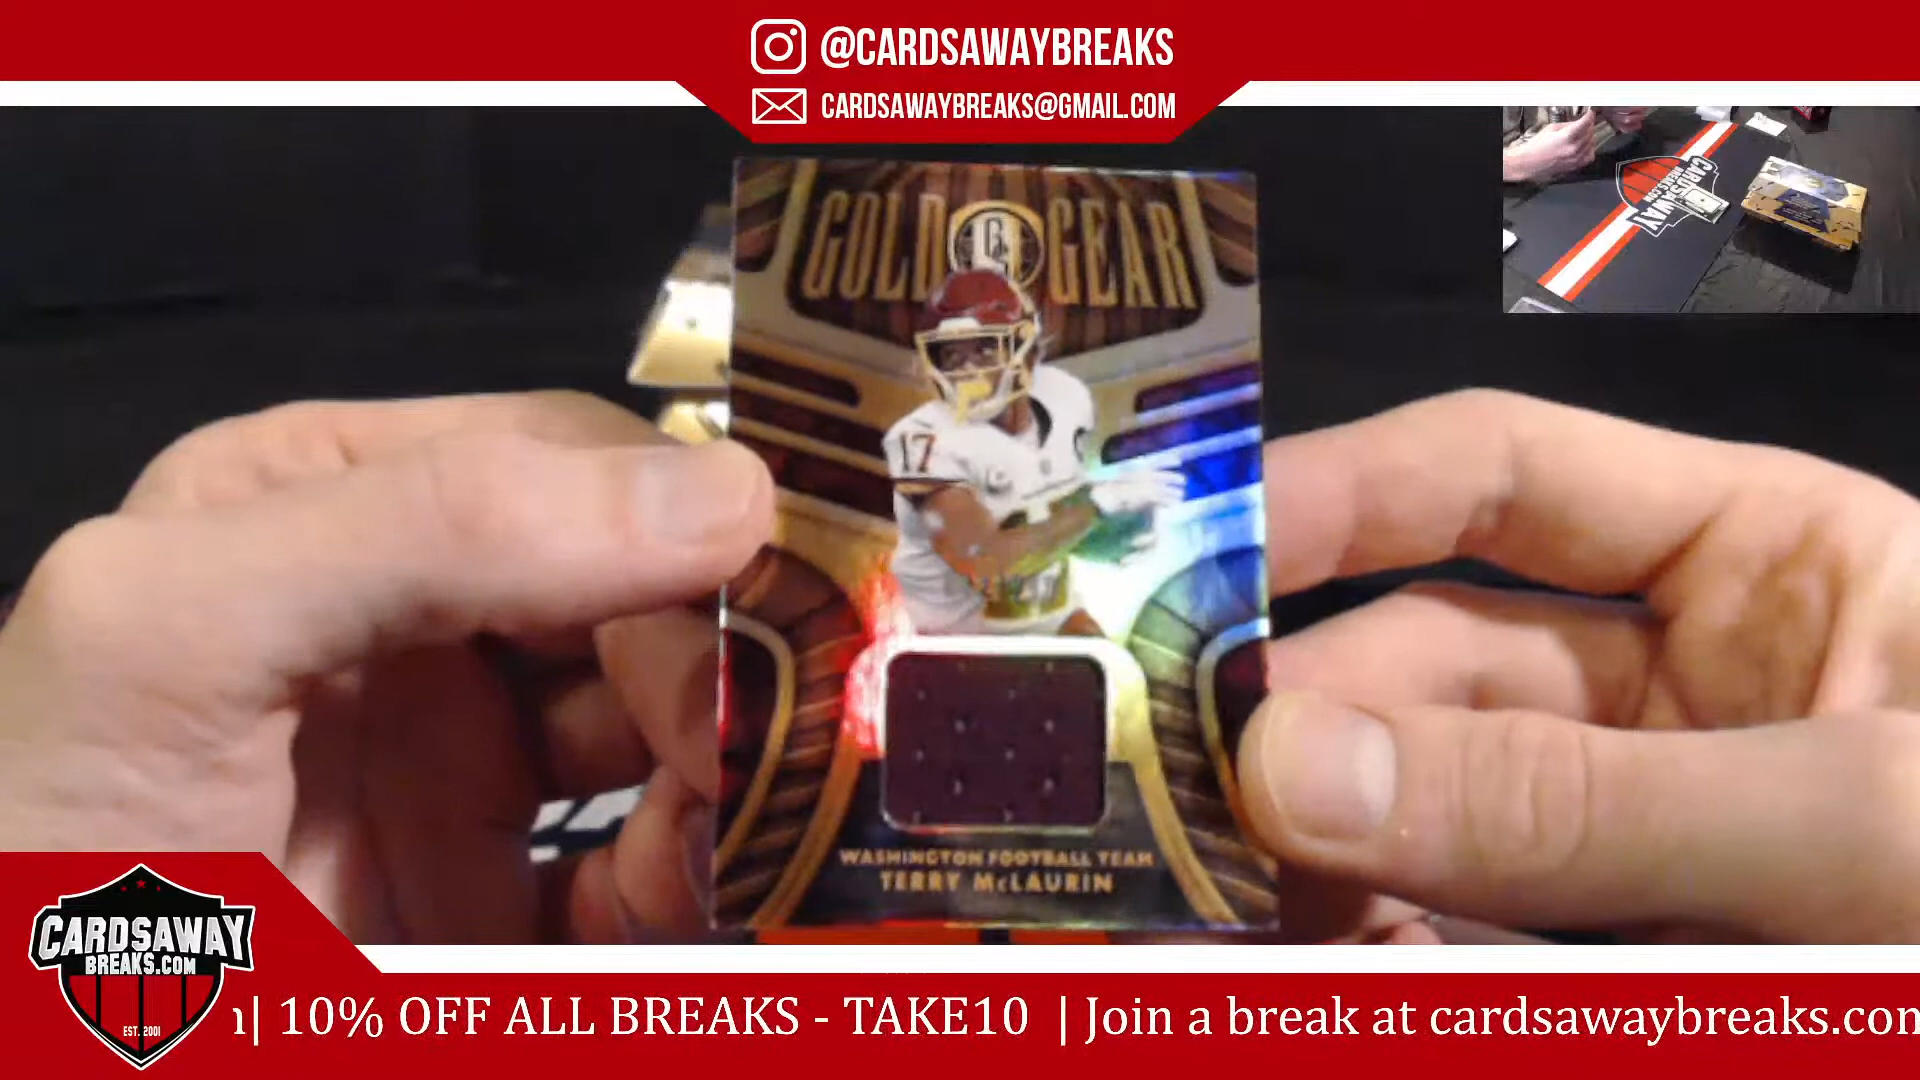 @CARDSAWAYBREAKS
CARDSAWAYBREAKS@GMAIL.COM
GOLD GEAR
17
WASHINGTON FOOTBALL TEAM
TERRY McLAURIN
CARDSAWAY
BREAKS.COM
EST. 2001
| 10% OFF ALL BREAKS - TAKE10 | Join a break at cardsawaybreaks.com